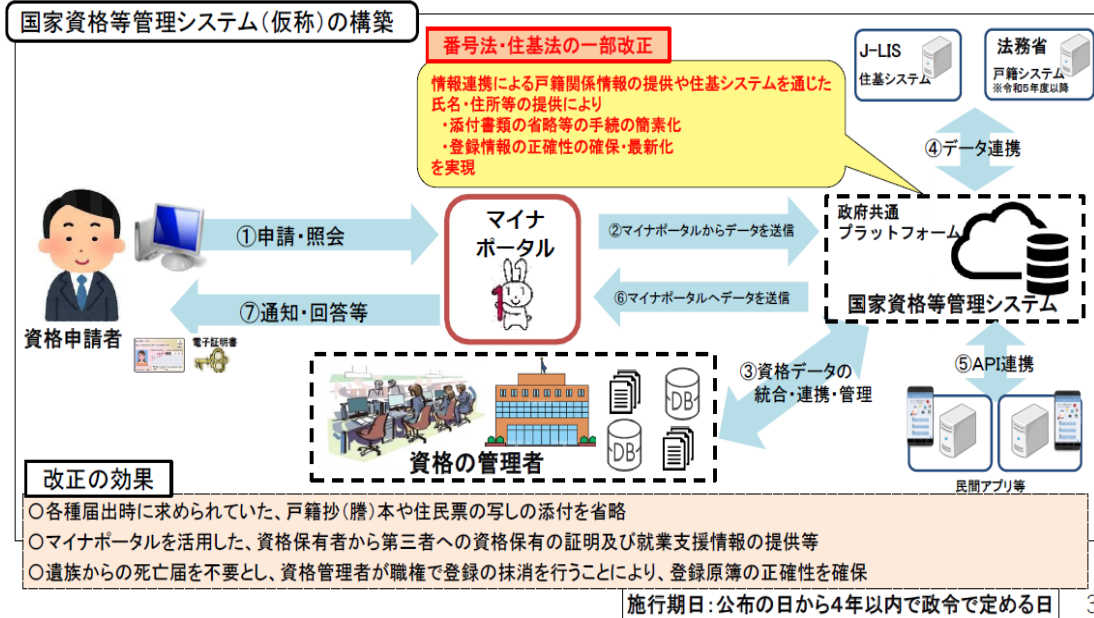 国家資格等管理システム(仮称)の構築
番号法・住基法の一部改正
情報連携による戸籍関係情報の提供や住基システムを通じた
氏名・住所等の提供により
・添付書類の省略等の手続の簡素化
・登録情報の正確性の確保・最新化
を実現
J-LIS
住基システム
法務省
戸籍システム
※令和5年度以降
④データ連携
政府共通
プラットフォーム
国家資格等管理システム
マイナ
ポータル
1
①申請・照会
②マイナポータルからデータを送信
⑥マイナポータルへデータを送信
⑦通知・回答等
資格申請者
電子証明書
③資格データの
統合・連携・管理
⑤API連携
DB
DB
資格の管理者
民間アプリ等
改正の効果
○各種届出時に求められていた、戸籍抄(謄)本や住民票の写しの添付を省略
○マイナポータルを活用した、資格保有者から第三者への資格保有の証明及び就業支援情報の提供等
○遺族からの死亡届を不要とし、資格管理者が職権で登録の抹消を行うことにより、登録原簿の正確性を確保
施行期日:公布の日から4年以内で政令で定める日
3